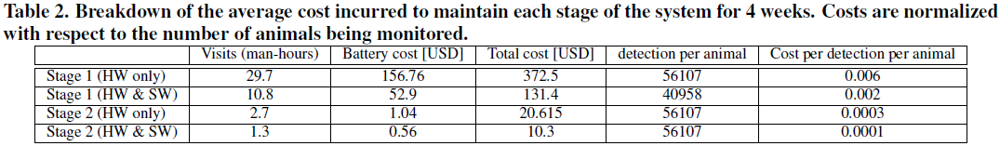 Table 2. Breakdown of the average cost incurred to maintain each stage of the system for 4 weeks. Costs are normalized
with respect to the number of animals being monitored.
Visits (man-hours) Battery cost [USD] Total cost [USD] detection per animal Cost per detection per animal
Stage 1 (HW only) 29.7 156.76 372.5 56107 0.006
Stage 1 (HW & SW) 10.8 52.9 131.4 40958 0.002
Stage 2 (HW only) 2.7 1.04 20.615 56107 0.0003
Stage 2 (HW & SW) 1.3 0.56 10.3 56107 0.0001